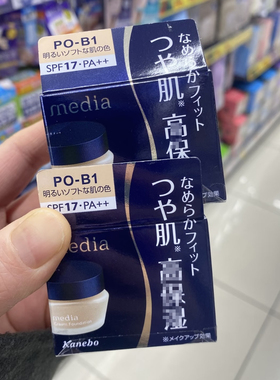 PO-B1
明るいソフトな肌の色
SPF17・PA++
media
なめらかフィット
つや肌※
高保
PO-B1
明るいソフトな肌の色
SPF17・PA++
media
なめらかフィット
つや肌※
高保湿
media
Kanebo
※メイクアップ効果